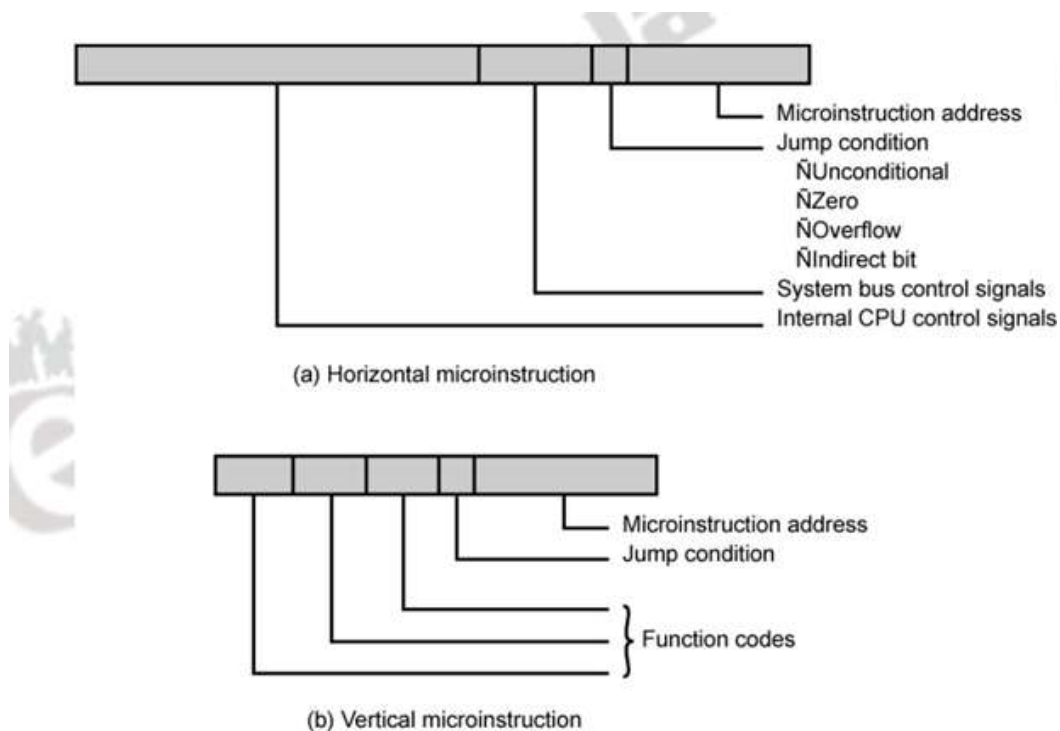 Microinstruction address
Jump condition
ÑUnconditional
ÑZero
ÑOverflow
ÑIndirect bit
System bus control signals
Internal CPU control signals
(a) Horizontal microinstruction
Microinstruction address
Jump condition
Function codes
(b) Vertical microinstruction